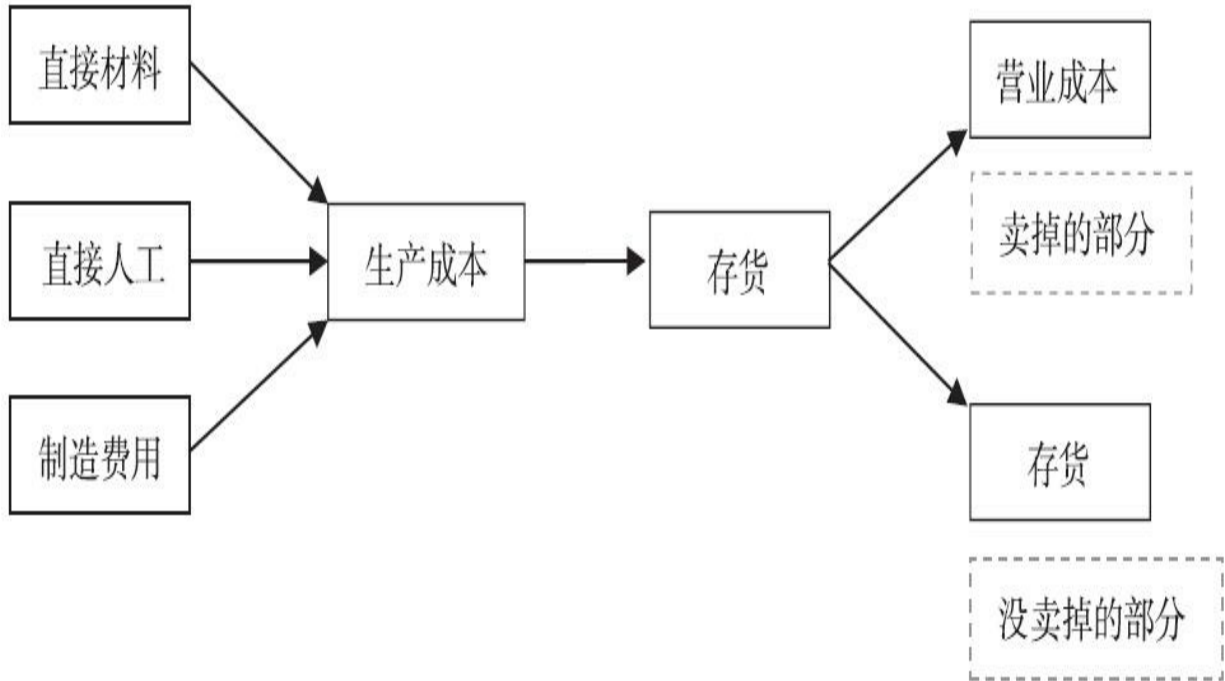 直接材料
直接人工
制造费用
生产成本
存货
营业成本
卖掉的部分
存货
没卖掉的部分